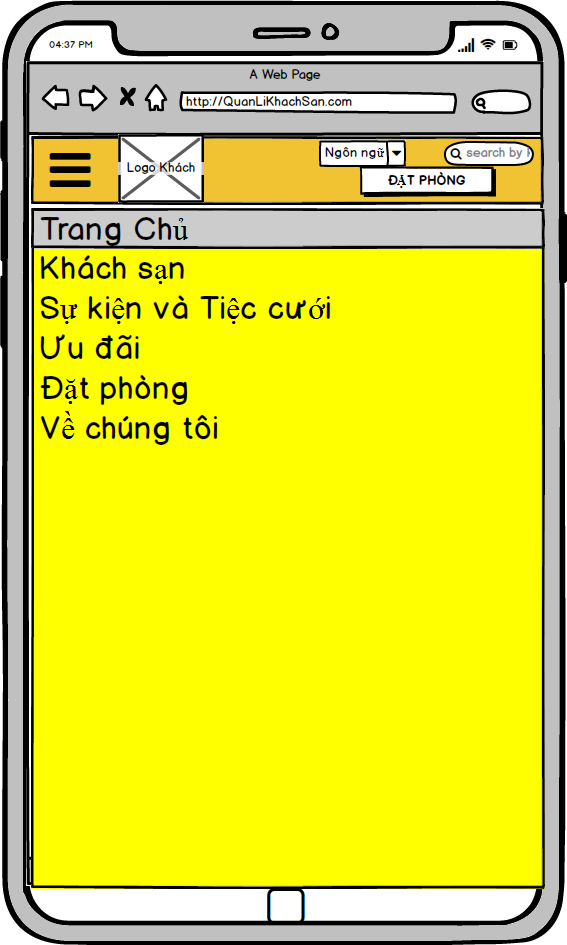 04:37 PM
A Web Page
http://QuanLiKhachSan.com
Logo Khách
Ngôn ngữ
search by
ĐẶT PHÒNG
Trang Chủ
Khách sạn
Sự kiện và Tiệc cưới
Ưu đãi
Đặt phòng
Về chúng tôi